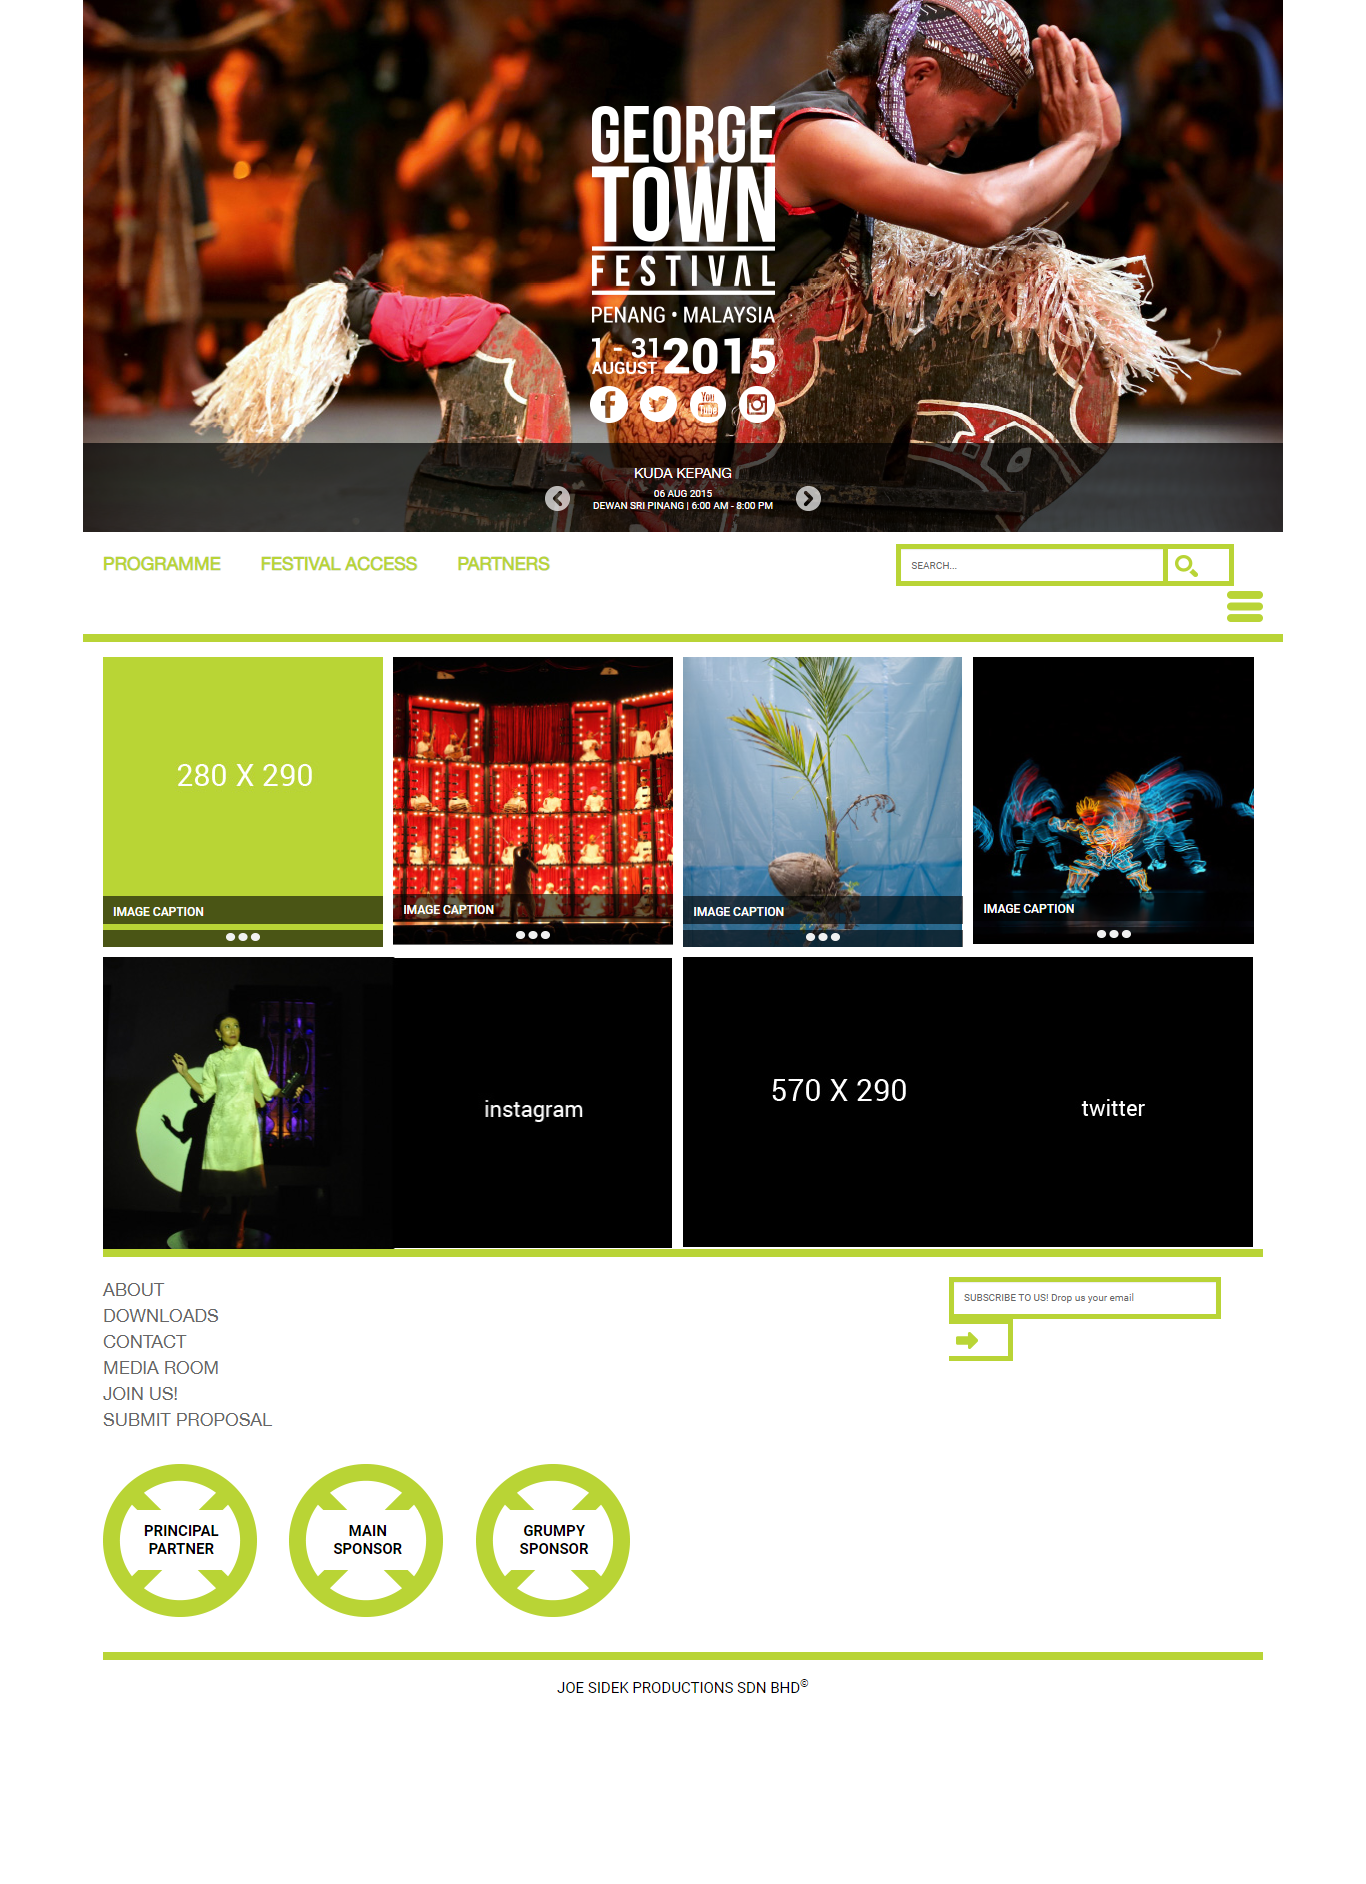 GEORGE
TOWN
FESTIVAL
PENANG • MALAYSIA
1 - 31
AUGUST 2015
You
Tube
KUDA KEPANG
06 AUG 2015
DEWAN SRI PINANG | 6:00 AM - 8:00 PM
PROGRAMME FESTIVAL ACCESS PARTNERS
SEARCH...
280 X 290
IMAGE CAPTION
IMAGE CAPTION
IMAGE CAPTION
IMAGE CAPTION
instagram
570 X 290
twitter
ABOUT
DOWNLOADS
CONTACT
MEDIA ROOM
JOIN US!
SUBMIT PROPOSAL
SUBSCRIBE TO US! Drop us your email
PRINCIPAL
PARTNER
MAIN
SPONSOR
GRUMPY
SPONSOR
JOE SIDEK PRODUCTIONS SDN BHD©